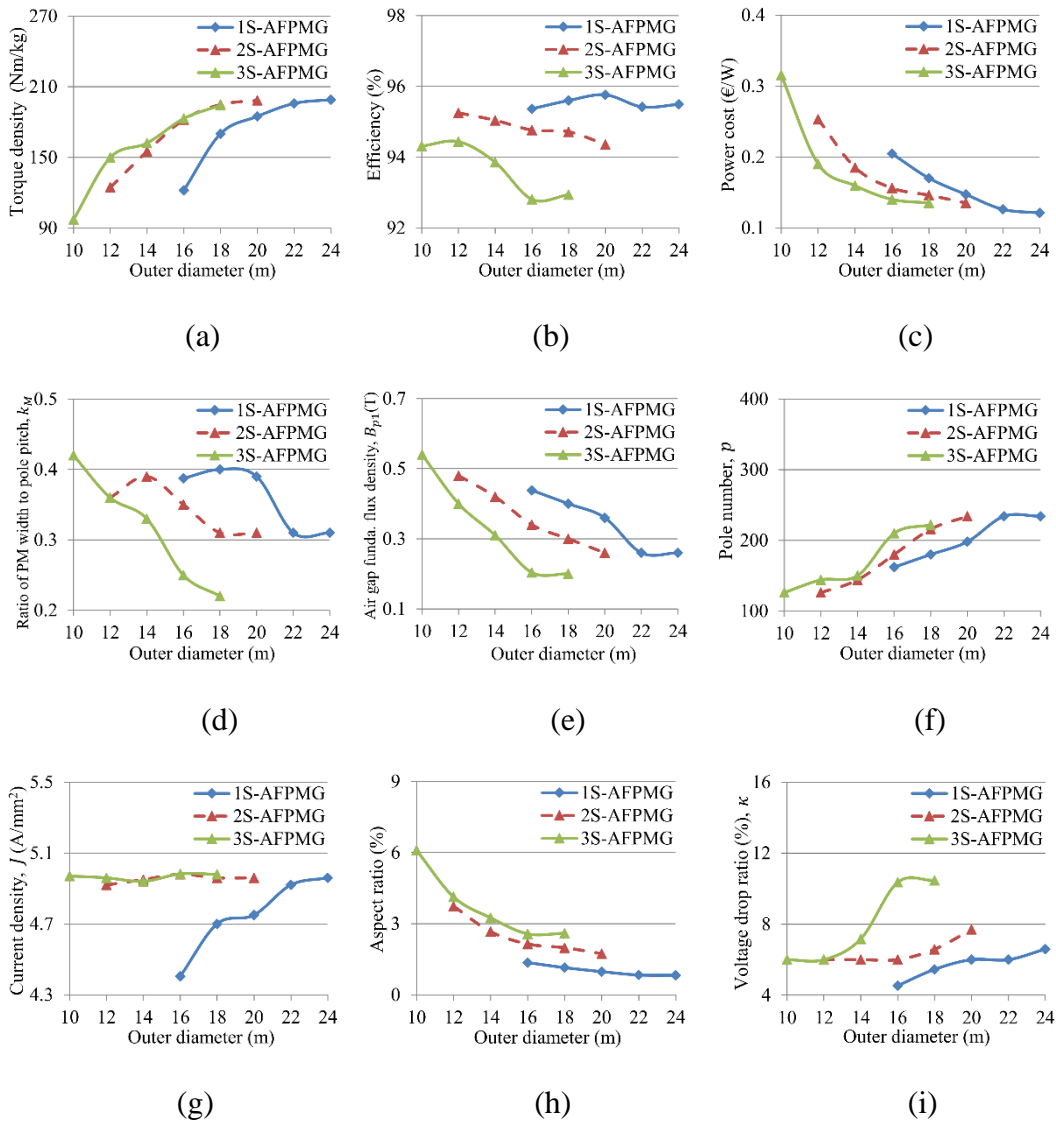 270
210
150
90
Torque density (Nm/kg)
1S-AFPMG
2S-AFPMG
3S-AFPMG
10 12 14 16 18 20 22 24
Outer diameter (m)
(a)
98
96
94
92
Efficiency (%)
1S-AFPMG
2S-AFPMG
3S-AFPMG
10 12 14 16 18 20 22 24
Outer diameter (m)
(b)
0.4
0.3
0.2
0.1
Power cost (€/W)
1S-AFPMG
2S-AFPMG
3S-AFPMG
10 12 14 16 18 20 22 24
Outer diameter (m)
(c)
0.5
0.4
0.3
0.2
Ratio of PM width to pole pitch, kM
1S-AFPMG
2S-AFPMG
3S-AFPMG
10 12 14 16 18 20 22 24
Outer diameter (m)
(d)
0.7
0.5
0.3
0.1
Air gap funda. flux density, Bp1(T)
1S-AFPMG
2S-AFPMG
3S-AFPMG
10 12 14 16 18 20 22 24
Outer diameter (m)
(e)
400
300
200
100
Pole number, p
1S-AFPMG
2S-AFPMG
3S-AFPMG
10 12 14 16 18 20 22 24
Outer diameter (m)
(f)
5.5
5.1
4.7
4.3
Current density, J (A/mm²)
1S-AFPMG
2S-AFPMG
3S-AFPMG
10 12 14 16 18 20 22 24
Outer diameter (m)
(g)
9
6
3
0
Aspect ratio (%)
1S-AFPMG
2S-AFPMG
3S-AFPMG
10 12 14 16 18 20 22 24
Outer diameter (m)
(h)
16
12
8
4
Voltage drop ratio (%), κ
1S-AFPMG
2S-AFPMG
3S-AFPMG
10 12 14 16 18 20 22 24
Outer diameter (m)
(i)